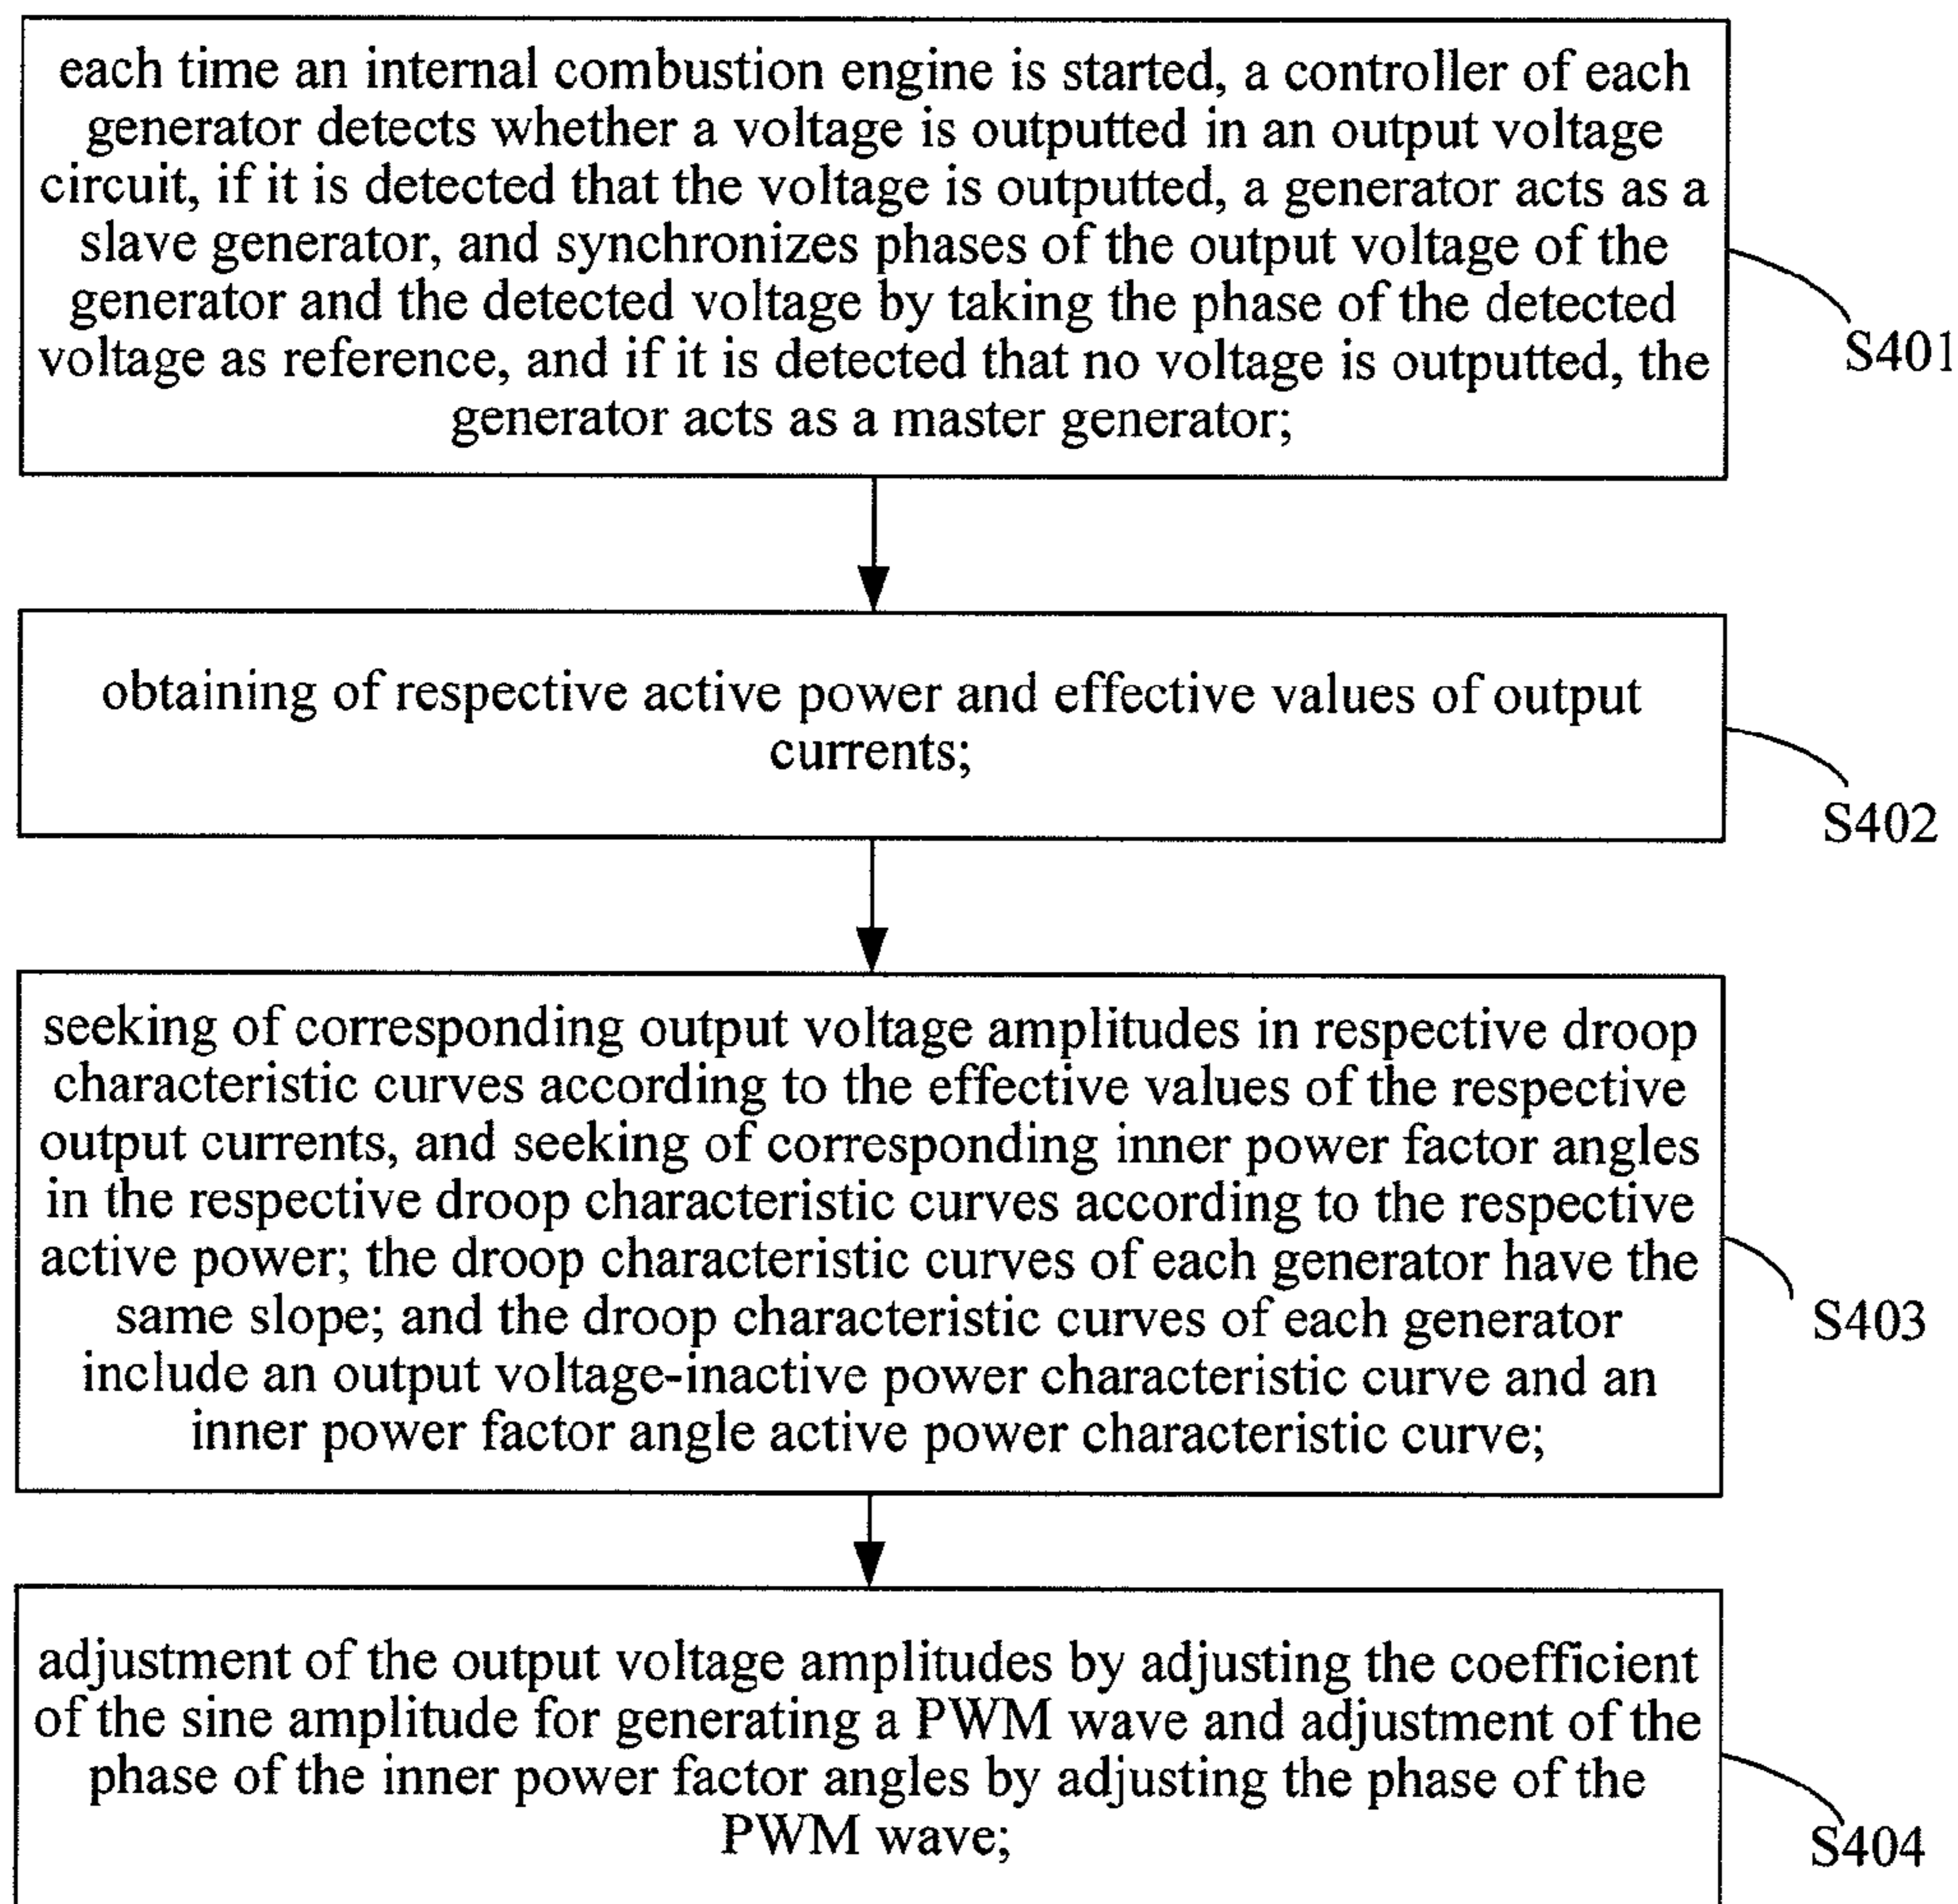 each time an internal combustion engine is started, a controller of each
generator detects whether a voltage is outputted in an output voltage
circuit, if it is detected that the voltage is outputted, a generator acts as a
slave generator, and synchronizes phases of the output voltage of the
generator and the detected voltage by taking the phase of the detected
voltage as reference, and if it is detected that no voltage is outputted, the
generator acts as a master generator;
S401
obtaining of respective active power and effective values of output
currents;
S402
seeking of corresponding output voltage amplitudes in respective droop
characteristic curves according to the effective values of the respective
output currents, and seeking of corresponding inner power factor angles
in the respective droop characteristic curves according to the respective
active power; the droop characteristic curves of each generator have the
same slope; and the droop characteristic curves of each generator
include an output voltage-inactive power characteristic curve and an
inner power factor angle active power characteristic curve;
S403
adjustment of the output voltage amplitudes by adjusting the coefficient
of the sine amplitude for generating a PWM wave and adjustment of the
phase of the inner power factor angles by adjusting the phase of the
PWM wave;
S404